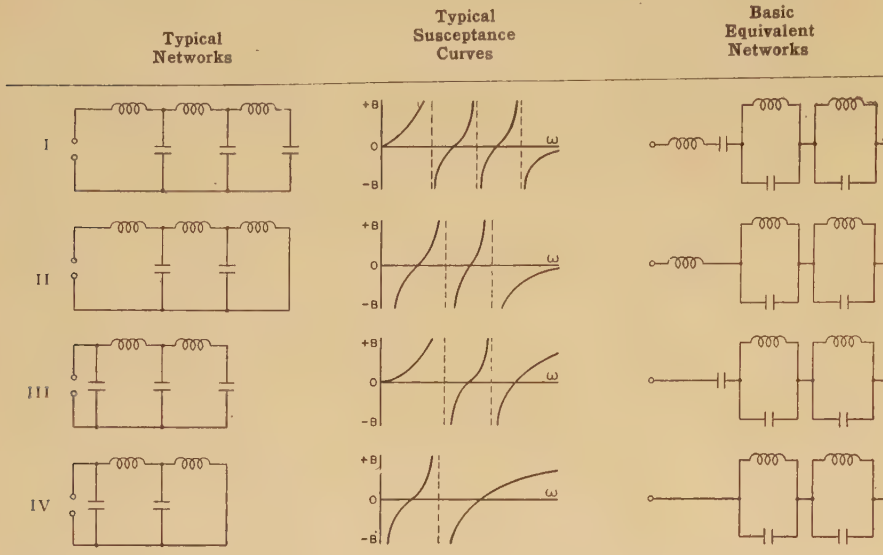 Typical
Networks
Typical
Susceptance
Curves
Basic
Equivalent
Networks
I
+B
0
-B
ω
II
+B
0
-B
ω
III
+B
0
-B
ω
IV
+B
0
-B
ω